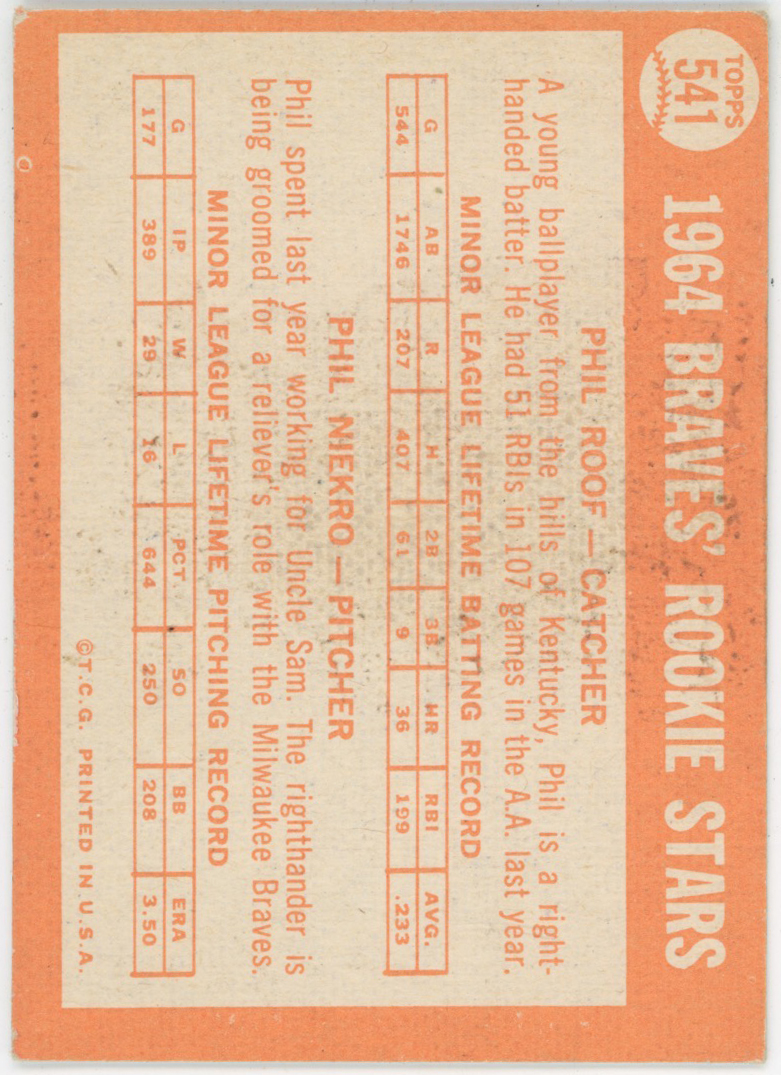 TOPPS
541
1964 BRAVES' ROOKIE STARS
PHIL ROOF—CATCHER
A young ballplayer from the hills of Kentucky, Phil is a right-
handed batter. He had 51 RBIs in 107 games in the A.A. last year.
MINOR LEAGUE LIFETIME BATTING RECORD
G AB R H 2B 3B HR RBI AVG.
544 1746 207 407 61 9 36 199 .233
PHIL NIEKRO—PITCHER
Phil spent last year working for Uncle Sam. The righthander is
being groomed for a reliever's role with the Milwaukee Braves.
MINOR LEAGUE LIFETIME PITCHING RECORD
G IP W L PCT SO BB ERA
177 389 29 16 644 250 208 3.50
©T.C.G. PRINTED IN U.S.A.